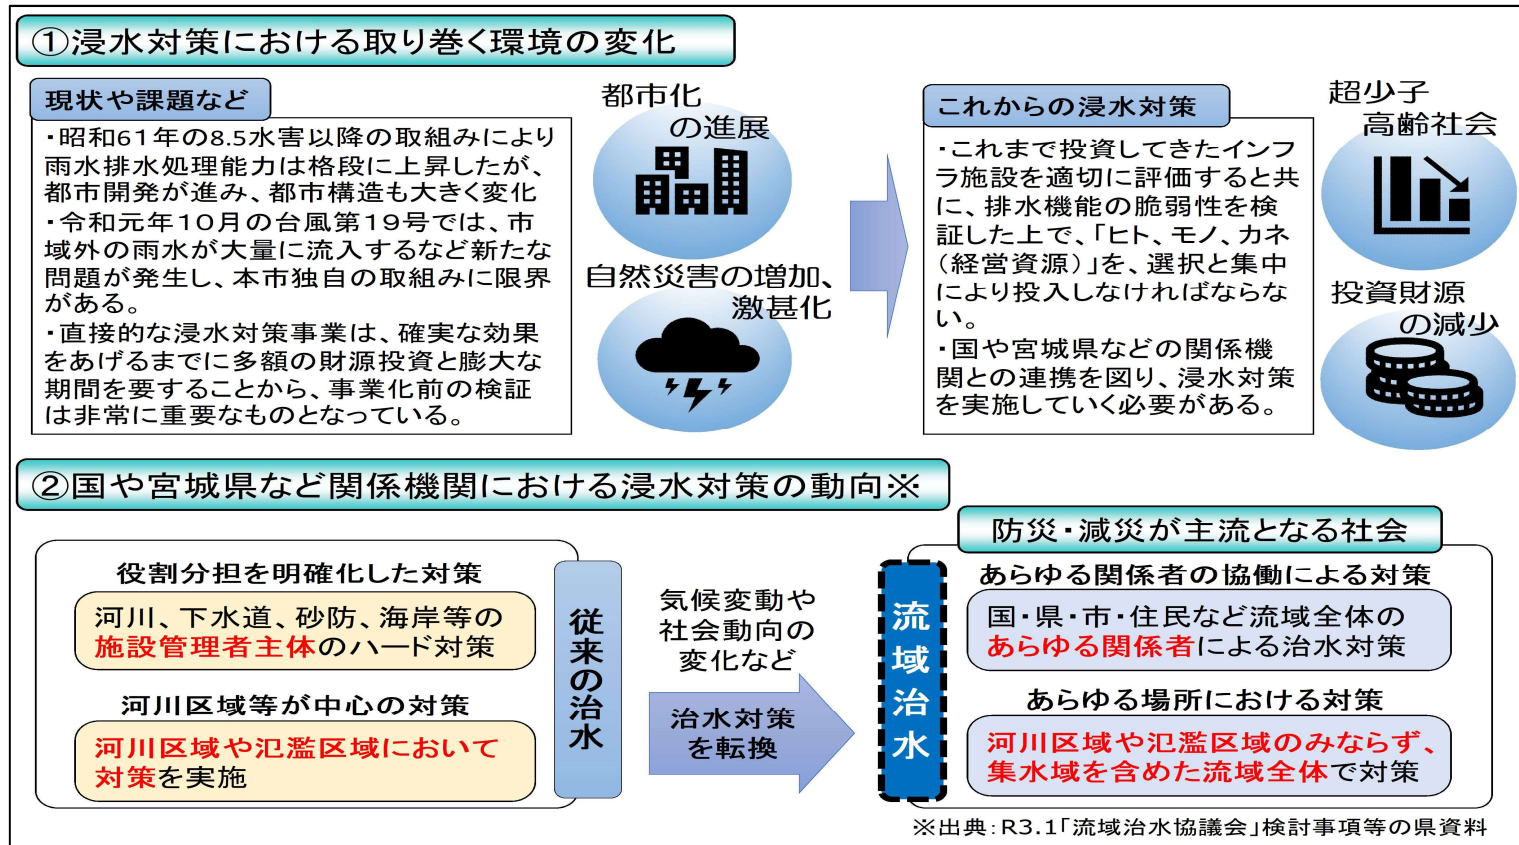 ①浸水対策における取り巻く環境の変化
現状や課題など
・昭和61年の8.5水害以降の取組みにより
雨水排水処理能力は格段に上昇したが、
都市開発が進み、都市構造も大きく変化
・令和元年10月の台風第19号では、市
域外の雨水が大量に流入するなど新たな
問題が発生し、本市独自の取組みに限界
がある。
・直接的な浸水対策事業は、確実な効果
をあげるまでに多額の財源投資と膨大な
期間を要することから、事業化前の検証
は非常に重要なものとなっている。
都市化
の進展
自然災害の増加、
激甚化
これからの浸水対策
・これまで投資してきたインフ
ラ施設を適切に評価すると共
に、排水機能の脆弱性を検
証した上で、「ヒト、モノ、カネ
（経営資源）」を、選択と集中
により投入しなければならな
い。
・国や宮城県などの関係機
関との連携を図り、浸水対策
を実施していく必要がある。
超少子
高齢社会
投資財源
の減少
②国や宮城県など関係機関における浸水対策の動向※
役割分担を明確化した対策
河川、下水道、砂防、海岸等の
施設管理者主体のハード対策
河川区域等が中心の対策
河川区域や氾濫区域において
対策を実施
従来の治水
気候変動や
社会動向の
変化など
治水対策
を転換
流域治水
防災・減災が主流となる社会
あらゆる関係者の協働による対策
国・県・市・住民など流域全体の
あらゆる関係者による治水対策
あらゆる場所における対策
河川区域や氾濫区域のみならず、
集水域を含めた流域全体で対策
※出典：R3.1「流域治水協議会」検討事項等の県資料